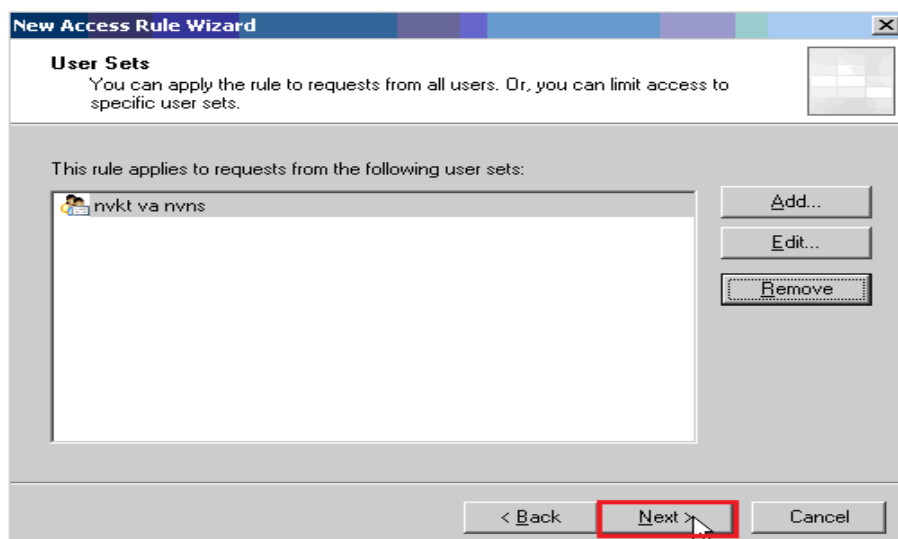 New Access Rule Wizard
User Sets
You can apply the rule to requests from all users. Or, you can limit access to
specific user sets.
This rule applies to requests from the following user sets:
nvkt va nvns
Add...
Edit...
Remove
< Back
Next >
Cancel